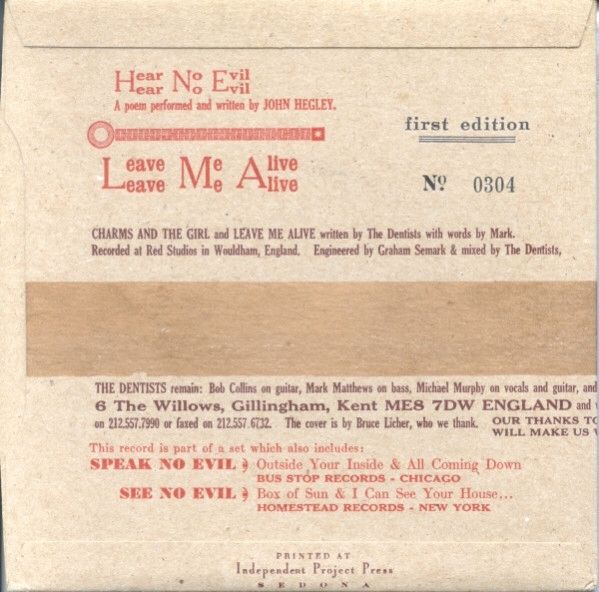 Hear No Evil
Hear No Evil
A poem performed and written by JOHN HEGLEY.
first edition
Leave Me Alive
Leave Me Alive
Nº 0304
CHARMS AND THE GIRL and LEAVE ME ALIVE written by The Dentists with words by Mark.
Recorded at Red Studios in Wouldham, England. Engineered by Graham Semark & mixed by The Dentists,
THE DENTISTS remain: Bob Collins on guitar, Mark Matthews on bass, Michael Murphy on vocals and guitar, and
6 The Willows, Gillingham, Kent ME8 7DW ENGLAND and
on 212.557.7990 or faxed on 212.557.6732. The cover is by Bruce Licher, who we thank. OUR THANKS TO
WILL MAKE US
This record is part of a set which also includes:
SPEAK NO EVIL Outside Your Inside & All Coming Down
BUS STOP RECORDS - CHICAGO
SEE NO EVIL Box of Sun & I Can See Your House...
HOMESTEAD RECORDS - NEW YORK
PRINTED AT
Independent Project Press
SEDONA